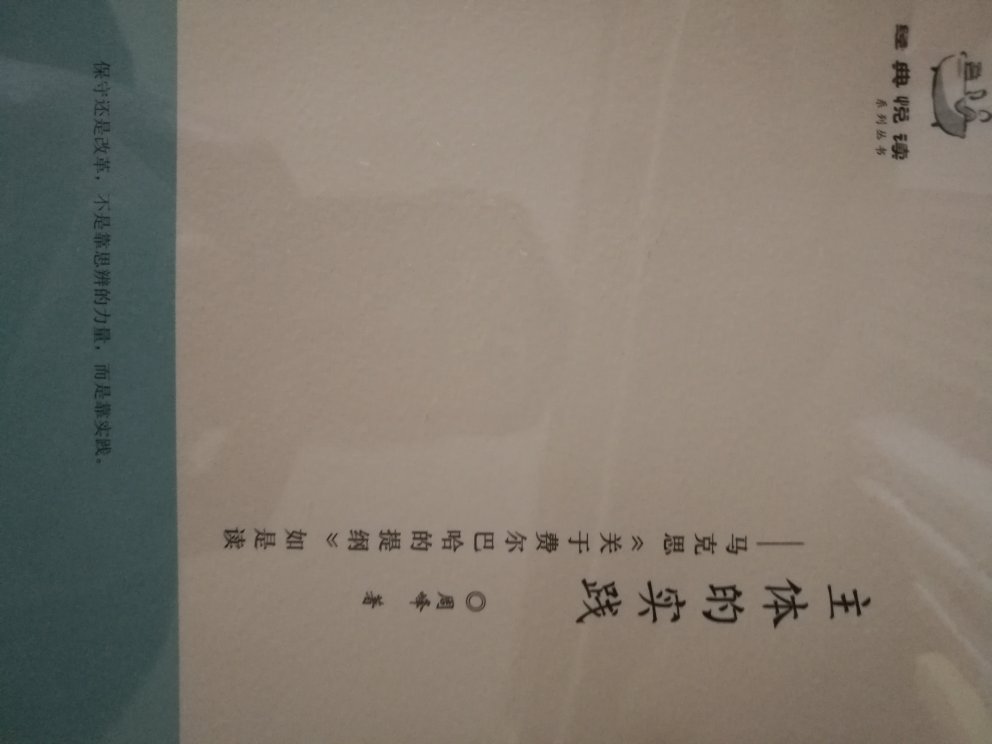 经典悦读
系列丛书
主体的实践
——马克思《关于费尔巴哈的提纲》如是读
◎周峰 著
保守还是改革，不是靠思辨的力量，而是靠实践。